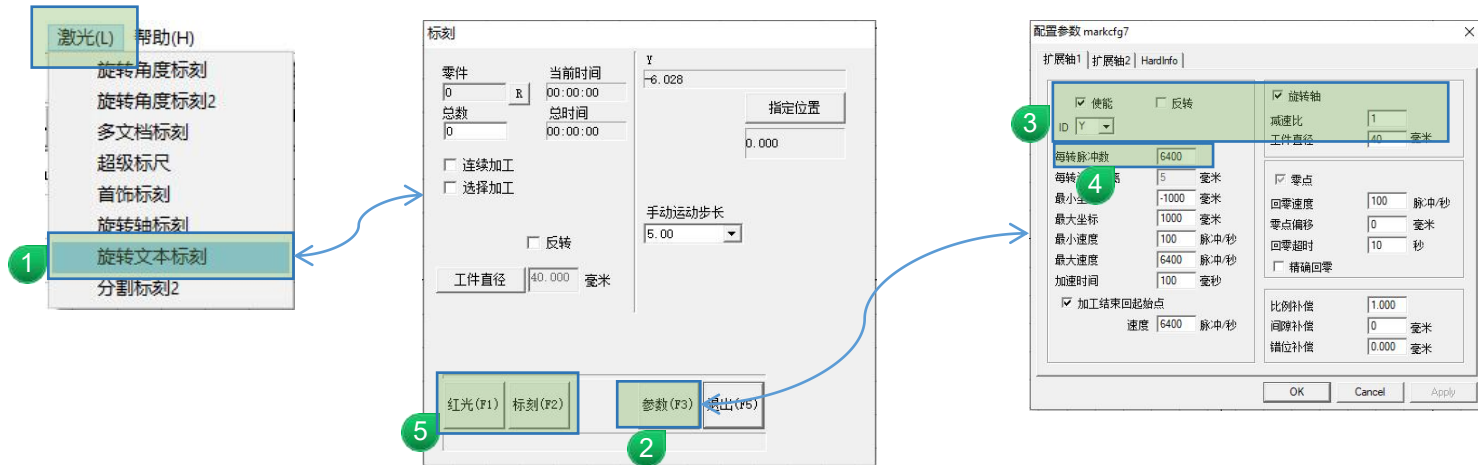 激光(L) 帮助(H)
旋转角度标刻
旋转角度标刻2
多文档标刻
超级标尺
首饰标刻
旋转轴标刻
1
旋转文本标刻
分割标刻2
标刻
零件 当前时间
0 R 00:00:00
总数 总时间
0 00:00:00
连续加工
选择加工
反转
工件直径 40.000 毫米
Y
-6.028
指定位置
0.000
手动运动步长
5.00
红光(F1) 标刻(F2) 参数(F3) 退出(F5)
5
2
配置参数 markcfg7
扩展轴1 扩展轴2 HardInfo
使能 反转
3
ID Y
每转脉冲数 6400
4
每转 5 毫米
最小 -1000 毫米
最大坐标 1000 毫米
最小速度 100 脉冲/秒
最大速度 6400 脉冲/秒
加速时间 100 毫秒
加工结束回起始点
速度 6400 脉冲/秒
旋转轴
减速比 1
工件直径 40 毫米
零点
回零速度 100 脉冲/秒
零点偏移 0 毫米
回零超时 10 秒
精确回零
比例补偿 1.000
间隙补偿 0 毫米
错位补偿 0.000 毫米
OK Cancel Apply